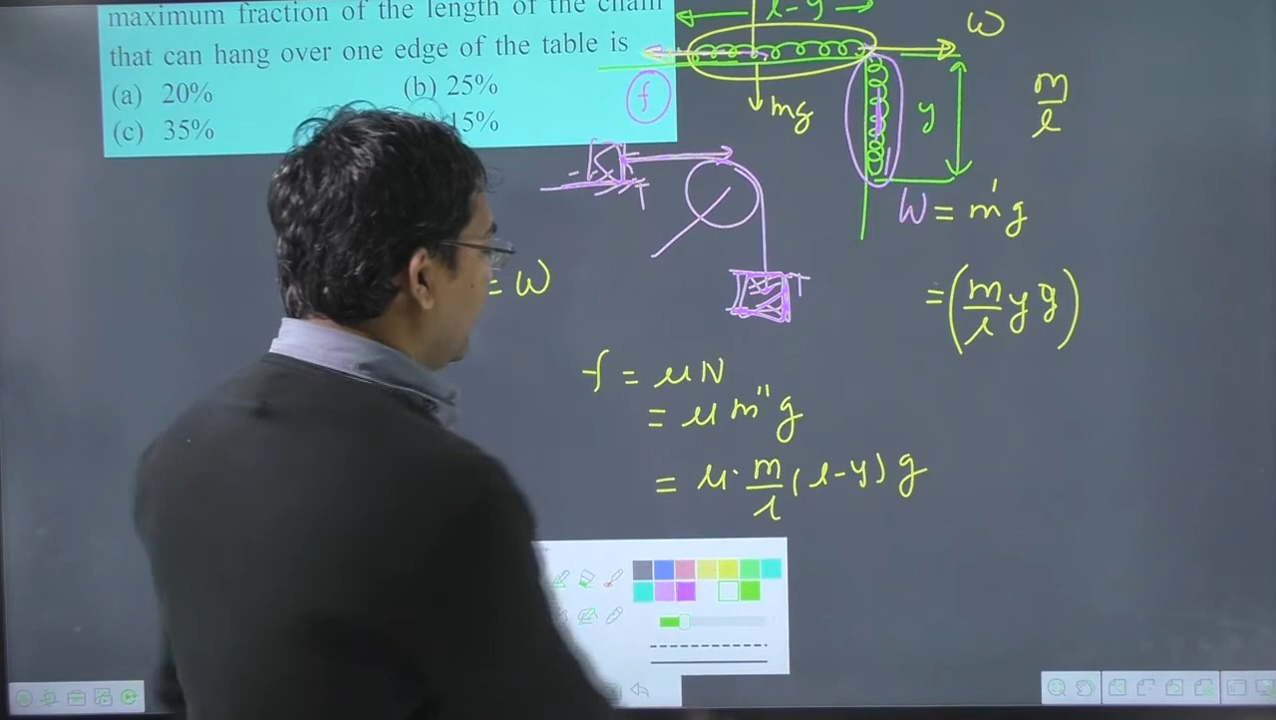 maximum fraction of the length of the chain
that can hang over one edge of the table is
(a) 20%
(b) 25%
(c) 35%
15%
l-y
w
f
mg
y
m/l
T
T
W = m'g
= (m/l y g)
= W
f = μN
= μ m"g
= μ. m/l (l-y) g